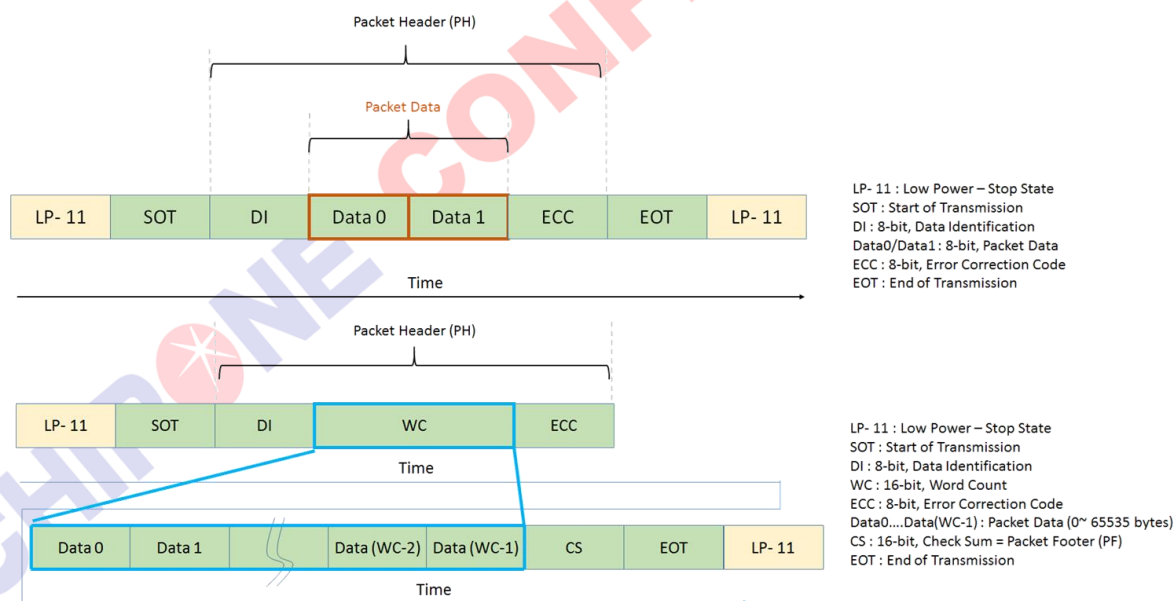 Packet Header (PH)
Packet Data
LP- 11 SOT DI Data 0 Data 1 ECC EOT LP- 11
Time
LP- 11 : Low Power – Stop State
SOT : Start of Transmission
DI : 8-bit, Data Identification
Data0/Data1 : 8-bit, Packet Data
ECC : 8-bit, Error Correction Code
EOT : End of Transmission
Packet Header (PH)
LP- 11 SOT DI WC ECC
Time
Data 0 Data 1 Data (WC-2) Data (WC-1) CS EOT LP- 11
Time
LP- 11 : Low Power – Stop State
SOT : Start of Transmission
DI : 8-bit, Data Identification
WC : 16-bit, Word Count
ECC : 8-bit, Error Correction Code
Data0....Data(WC-1) : Packet Data (0~ 65535 bytes)
CS : 16-bit, Check Sum = Packet Footer (PF)
EOT : End of Transmission
CHIPONE CONF